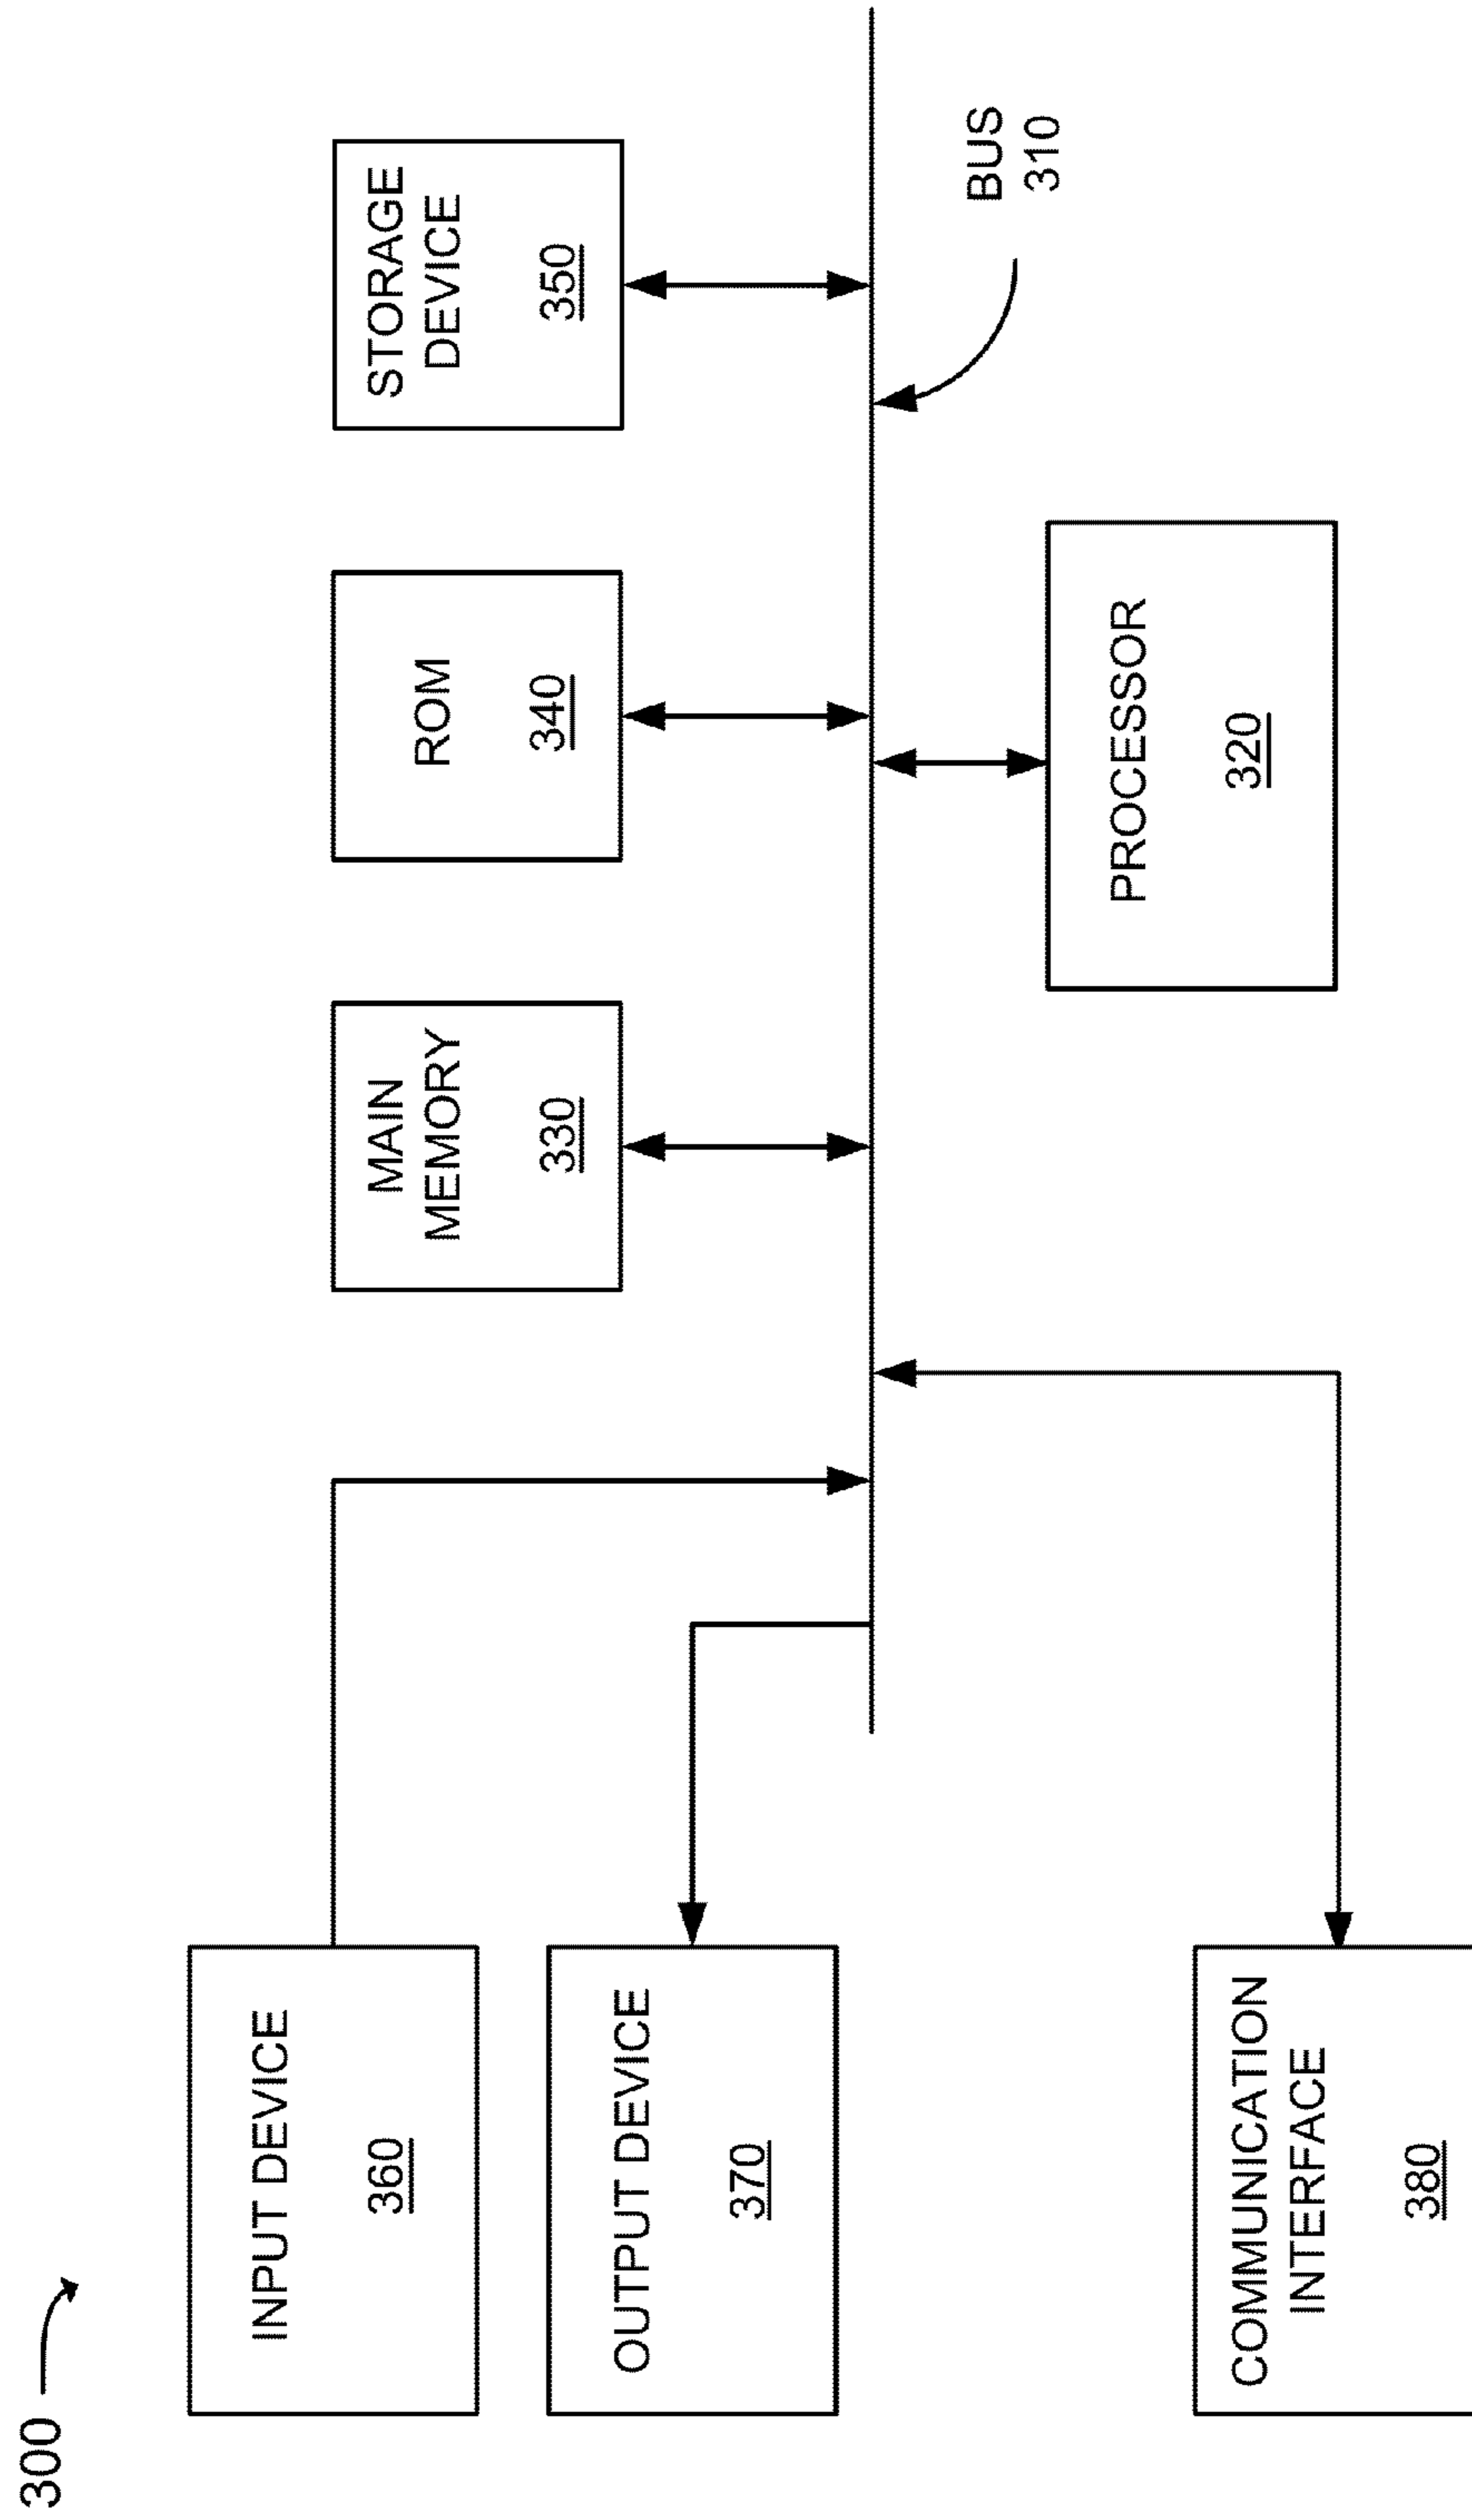 300
INPUT DEVICE
360
MAIN
MEMORY
330
ROM
340
STORAGE
DEVICE
350
OUTPUT DEVICE
370
BUS
310
PROCESSOR
320
COMMUNICATION
INTERFACE
380